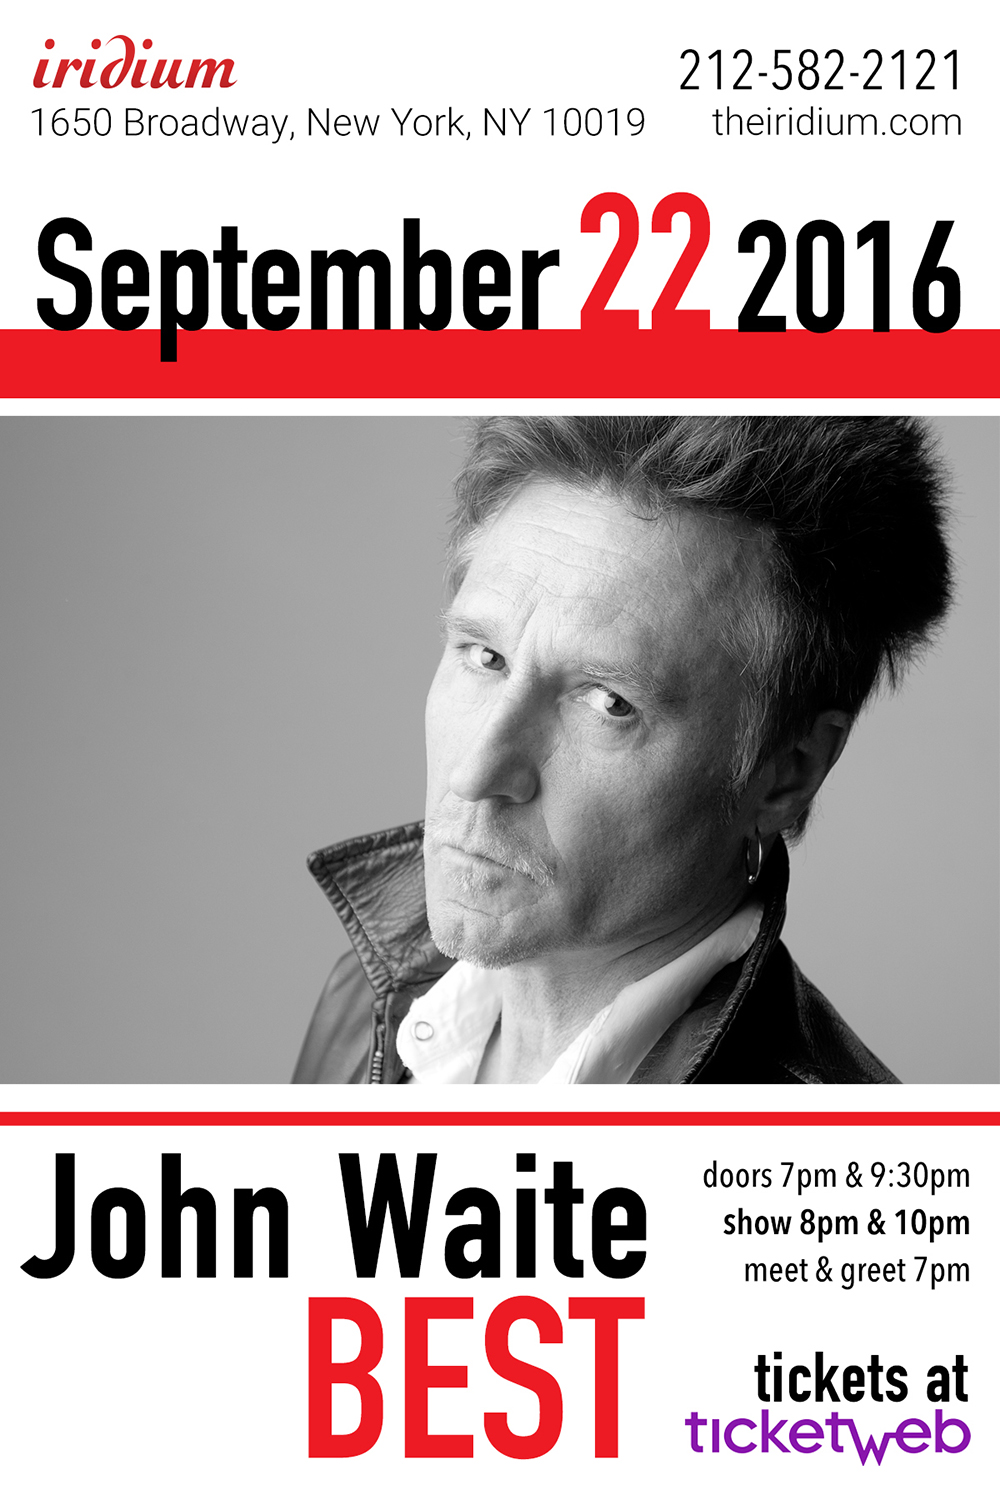 iridium
212-582-2121
1650 Broadway, New York, NY 10019
theiridium.com
September 22 2016
John Waite
BEST
doors 7pm & 9:30pm
show 8pm & 10pm
meet & greet 7pm
tickets at
ticketweb